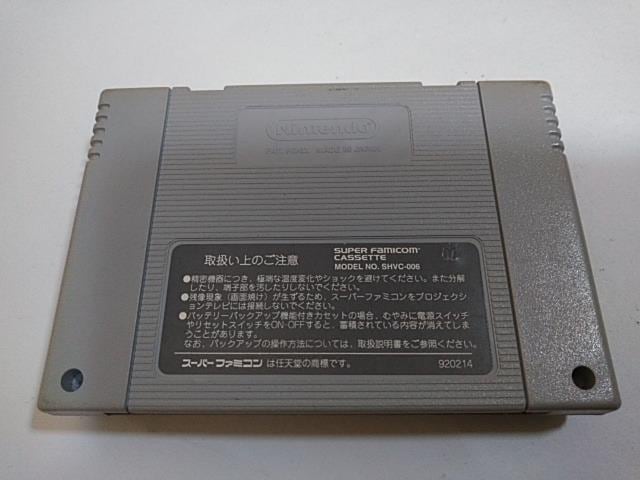 Nintendo
PAT. PEND. MADE IN JAPAN
取扱い上のご注意
SUPER FAMICOM
CASSETTE
MODEL NO. SHVC-006
●精密機器につき、極端な温度変化やショックを避けてください。また分解
したり、端子部を汚したりしないでください。
●残像現象(画面焼け)が生ずるため、スーパーファミコンをプロジェクシ
ョンテレビには接続しないでください。
●バッテリーバックアップ機能付きカセットの場合、むやみに電源スイッチ
やリセットスイッチをON-OFFすると、蓄積されている内容が消えてしま
うことがあります。
なお、バックアップの操作方法については、取扱説明書をご参照ください。
スーパーファミコンは任天堂の商標です。
920214